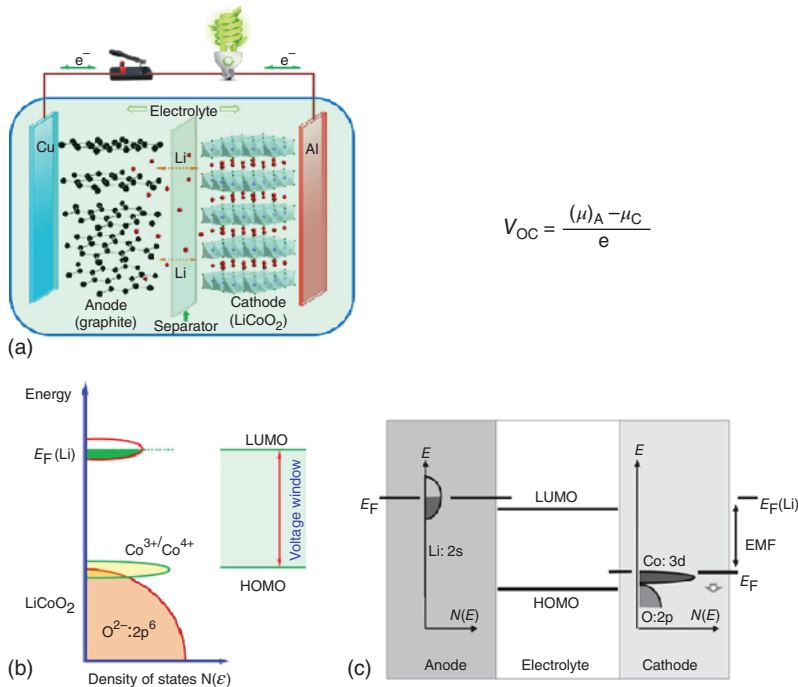 e⁻
e⁻
Electrolyte
Cu
Li
Al
Li
Anode
(graphite)
Cathode
(LiCoO₂)
Separator
(a)
V_OC = (μ)_A − μ_C / e
Energy
E_F (Li)
LUMO
Voltage window
Co³⁺/Co⁴⁺
HOMO
LiCoO₂
O²⁻:2p⁶
(b)
Density of states N(ε)
E
E
E_F
LUMO
E_F(Li)
EMF
Li: 2s
Co: 3d
E_F
HOMO
O:2p
N(E)
N(E)
Anode
Electrolyte
Cathode
(c)